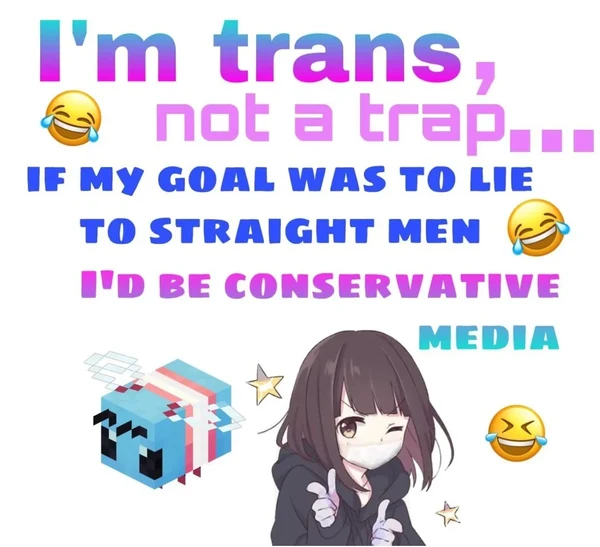 I'm trans,
not a trap...
IF MY GOAL WAS TO LIE
TO STRAIGHT MEN
I'D BE CONSERVATIVE
MEDIA